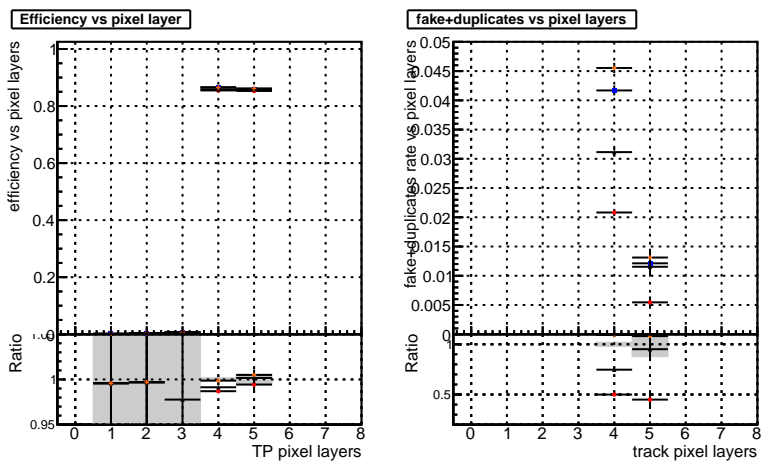 Efficiency vs pixel layer
efficiency vs pixel layers
1
0.8
0.6
0.4
0.2
0
Ratio
1
0.95
0 1 2 3 4 5 6 7 8
TP pixel layers
fake+duplicates vs pixel layers
fake+duplicates rate vs pixel layers
0.05
0.045
0.04
0.035
0.03
0.025
0.02
0.015
0.01
0.005
0
Ratio
1
0.5
0 1 2 3 4 5 6 7 8
track pixel layers